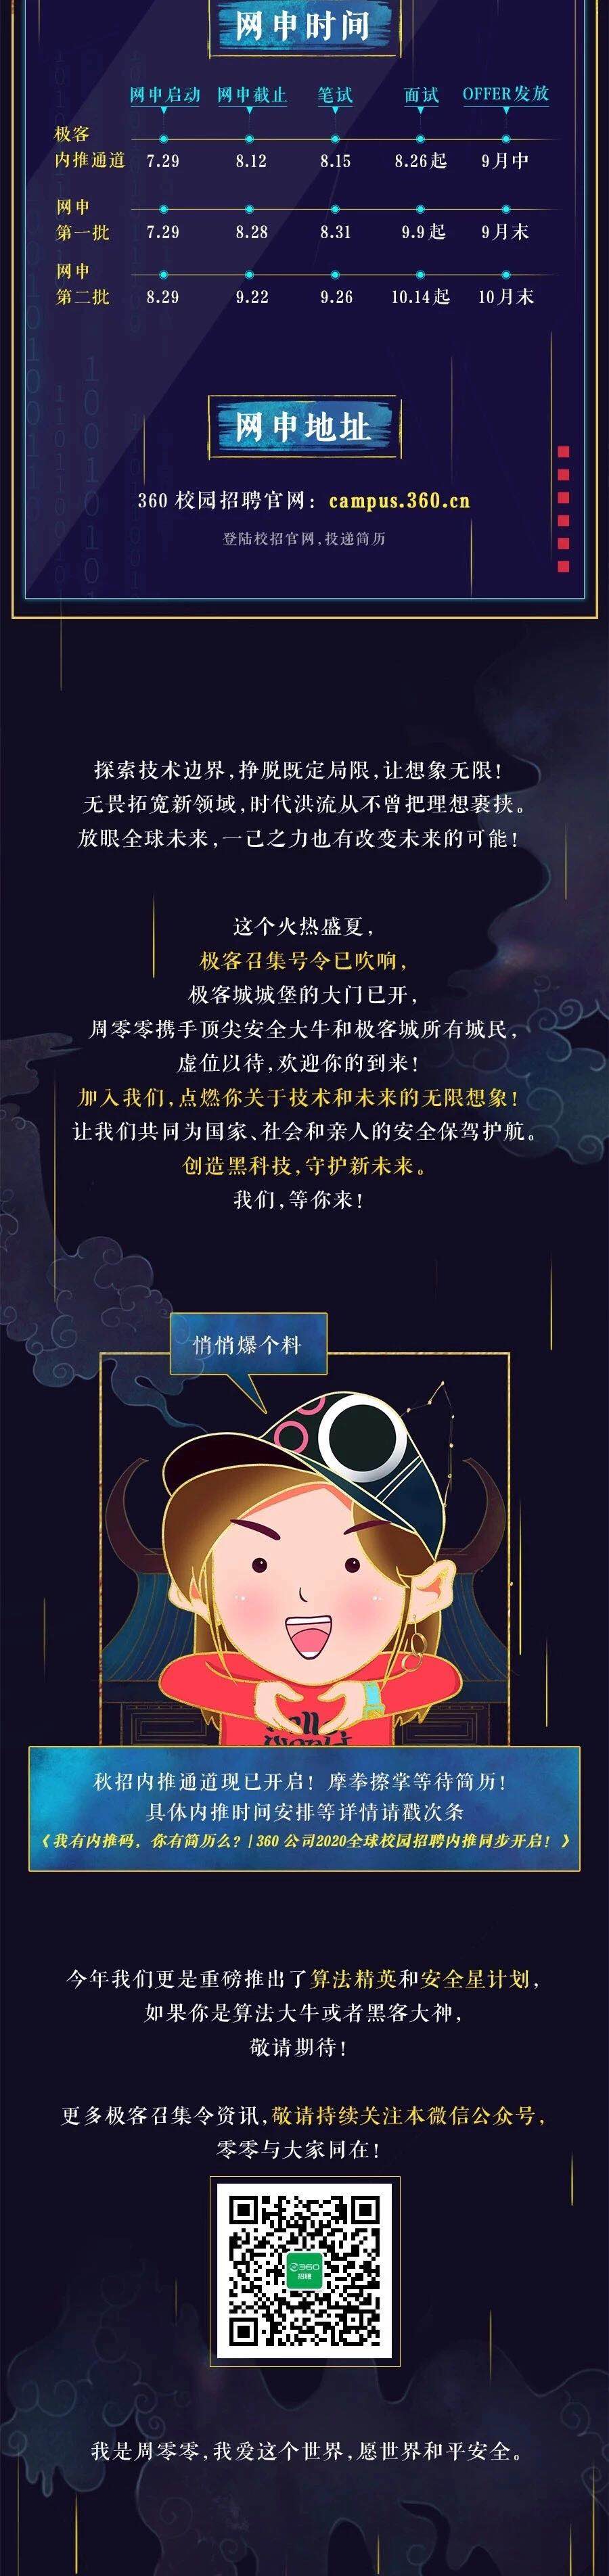 网申时间
网申启动 网申截止 笔试 面试 OFFER发放
极客
内推通道 7.29 8.12 8.15 8.26起 9月中
网申
第一批 7.29 8.28 8.31 9.9起 9月末
网申
第二批 8.29 9.22 9.26 10.14起 10月末
网申地址
360 校园招聘官网：campus.360.cn
登陆校招官网,投递简历
探索技术边界,挣脱既定局限,让想象无限!
无畏拓宽新领域,时代洪流从不曾把理想裹挟。
放眼全球未来,一己之力也有改变未来的可能!
这个火热盛夏,
极客召集号令已吹响,
极客城城堡的大门已开,
周零零携手顶尖安全大牛和极客城所有城民,
虚位以待,欢迎你的到来!
加入我们,点燃你关于技术和未来的无限想象!
让我们共同为国家、社会和亲人的安全保驾护航。
创造黑科技,守护新未来。
我们,等你来!
悄悄爆个料
秋招内推通道现已开启! 摩拳擦掌等待简历!
具体内推时间安排等详情请戳次条
《我有内推码，你有简历么? | 360 公司2020全球校园招聘内推同步开启! 》
今年我们更是重磅推出了算法精英和安全星计划,
如果你是算法大牛或者黑客大神,
敬请期待!
更多极客召集令资讯,敬请持续关注本微信公众号,
零零与大家同在!
360
招聘
我是周零零,我爱这个世界,愿世界和平安全。